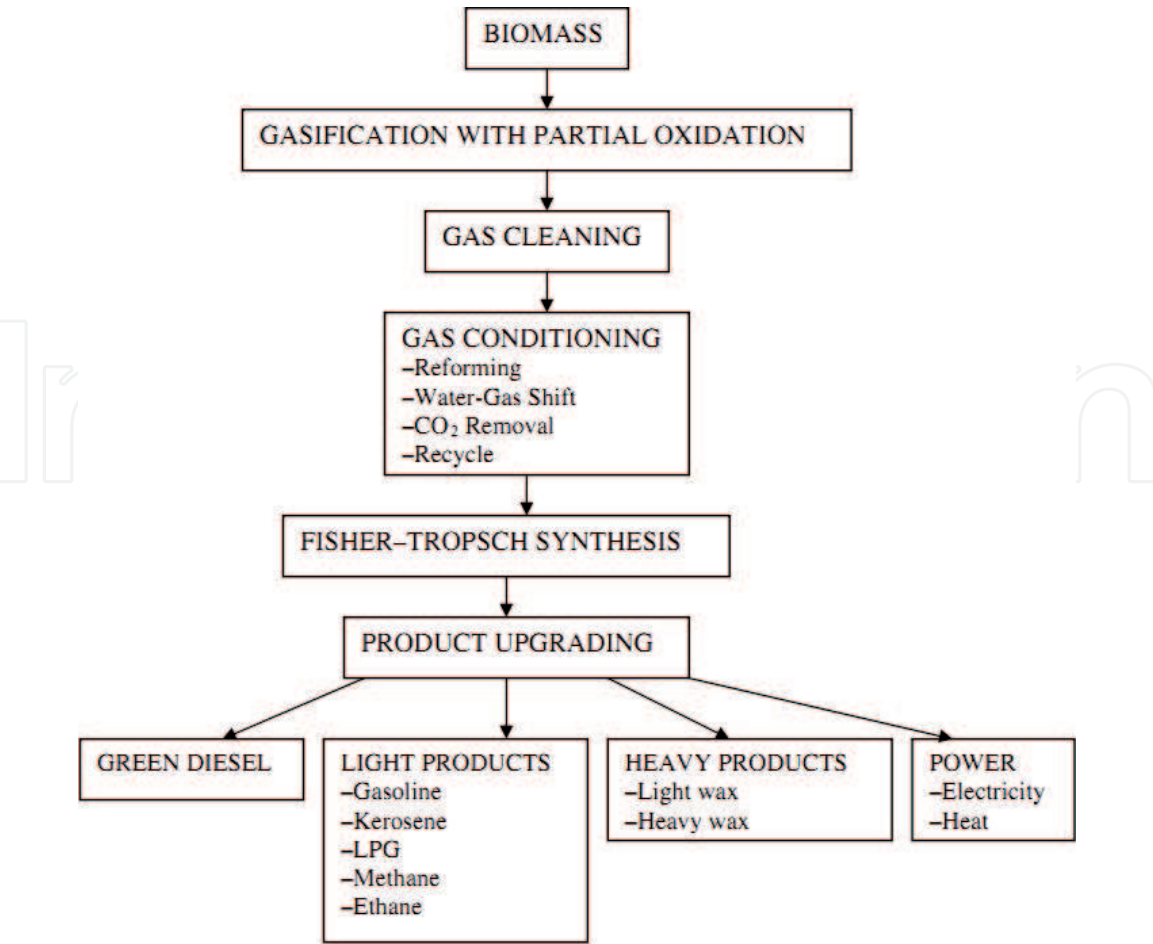 BIOMASS
GASIFICATION WITH PARTIAL OXIDATION
GAS CLEANING
GAS CONDITIONING
–Reforming
–Water-Gas Shift
–CO₂ Removal
–Recycle
FISHER–TROPSCH SYNTHESIS
PRODUCT UPGRADING
GREEN DIESEL
LIGHT PRODUCTS
–Gasoline
–Kerosene
–LPG
–Methane
–Ethane
HEAVY PRODUCTS
–Light wax
–Heavy wax
POWER
–Electricity
–Heat